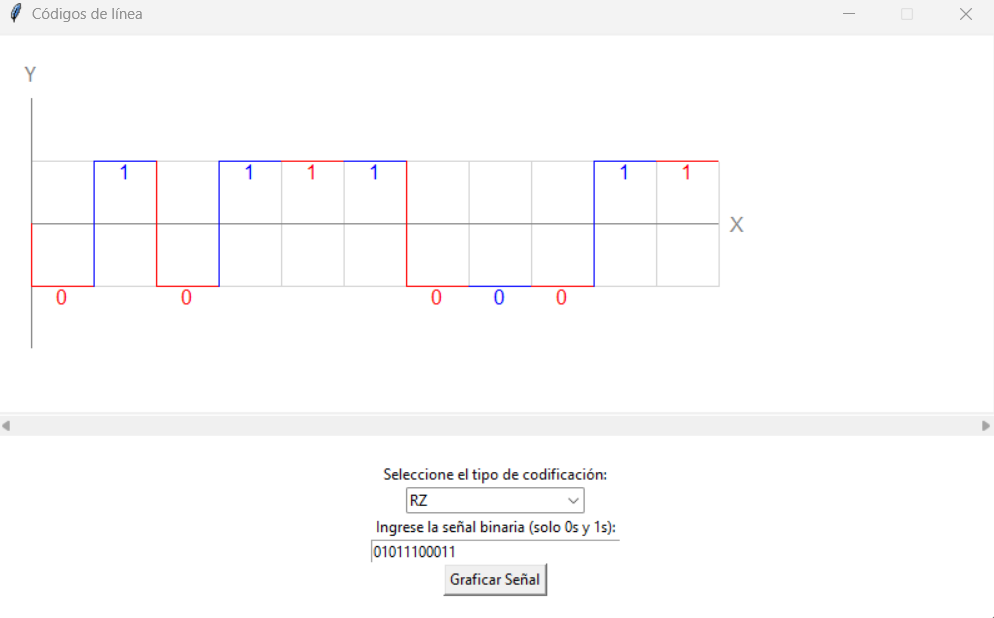 Códigos de línea
Y
1 1 1 1 1 1
X
0 0 0 0 0
Seleccione el tipo de codificación:
RZ
Ingrese la señal binaria (solo 0s y 1s):
01011100011
Graficar Señal